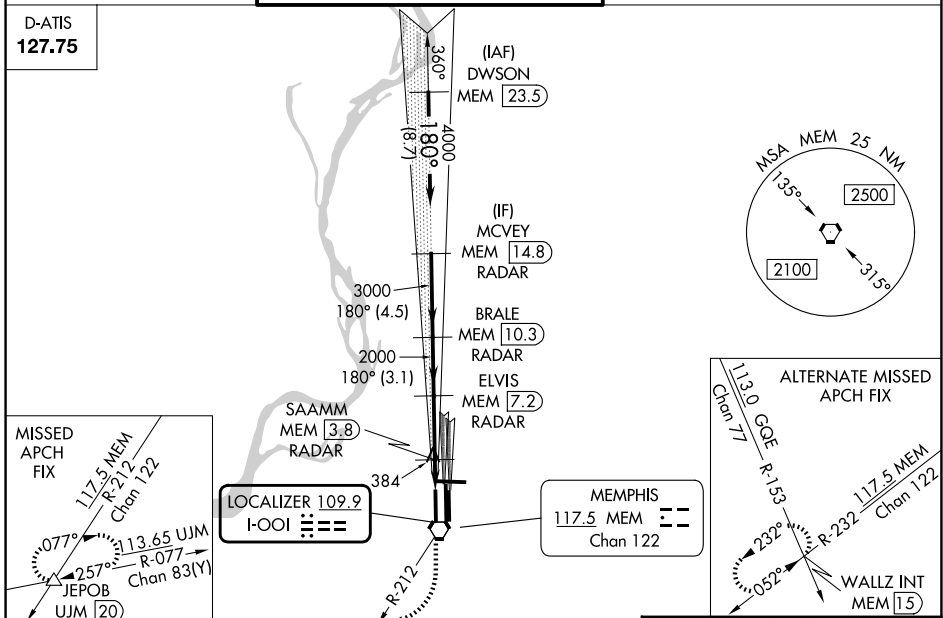 D-ATIS
127.75
360°
(IAF)
DWSON
MEM 23.5
4000
180°
(8.7)
MSA MEM 25 NM
135°
2500
2100
315°
(IF)
MCVEY
MEM 14.8
RADAR
3000
180° (4.5)
BRALE
MEM 10.3
RADAR
2000
180° (3.1)
ELVIS
MEM 7.2
RADAR
SAAMM
MEM 3.8
RADAR
384
LOCALIZER 109.9
I-OOI
MEMPHIS
117.5 MEM
Chan 122
R-212
MISSED
APCH
FIX
117.5 MEM
R-212
Chan 122
077°
113.65 UJM
257°
R-077
Chan 83(Y)
JEPOB
UJM 20
ALTERNATE MISSED
APCH FIX
113.0 GQE
Chan 77
R-153
117.5 MEM
R-232
Chan 122
232°
052°
WALLZ INT
MEM 15